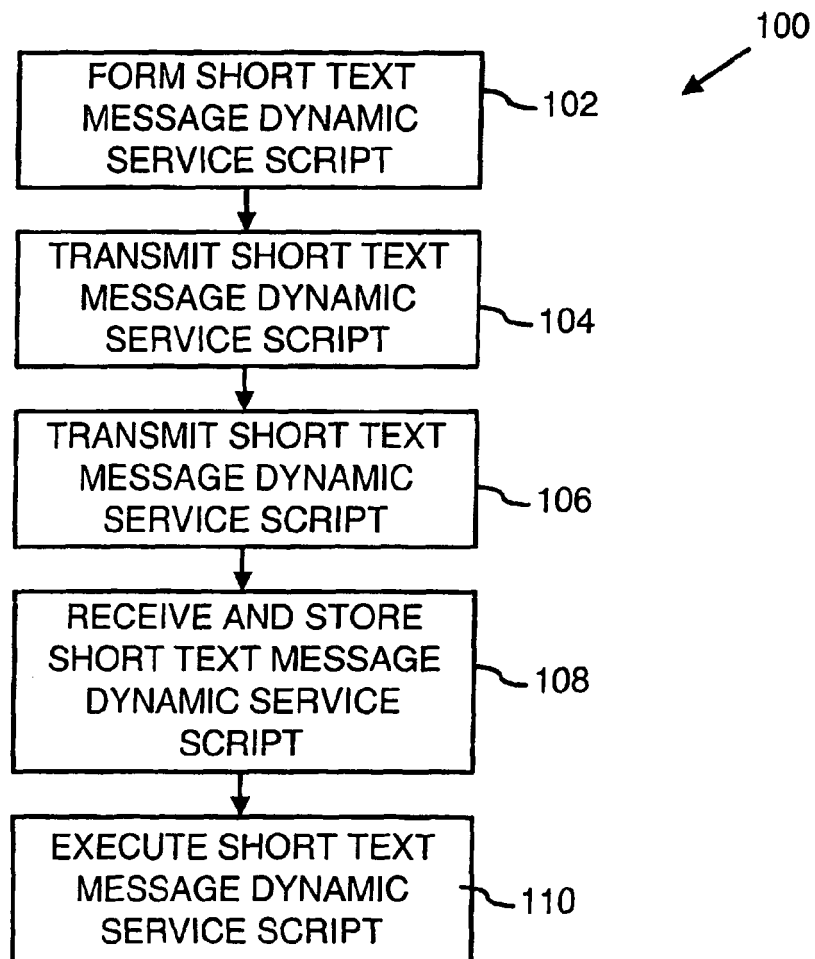 100
FORM SHORT TEXT
MESSAGE DYNAMIC
SERVICE SCRIPT
102
TRANSMIT SHORT TEXT
MESSAGE DYNAMIC
SERVICE SCRIPT
104
TRANSMIT SHORT TEXT
MESSAGE DYNAMIC
SERVICE SCRIPT
106
RECEIVE AND STORE
SHORT TEXT MESSAGE
DYNAMIC SERVICE
SCRIPT
108
EXECUTE SHORT TEXT
MESSAGE DYNAMIC
SERVICE SCRIPT
110